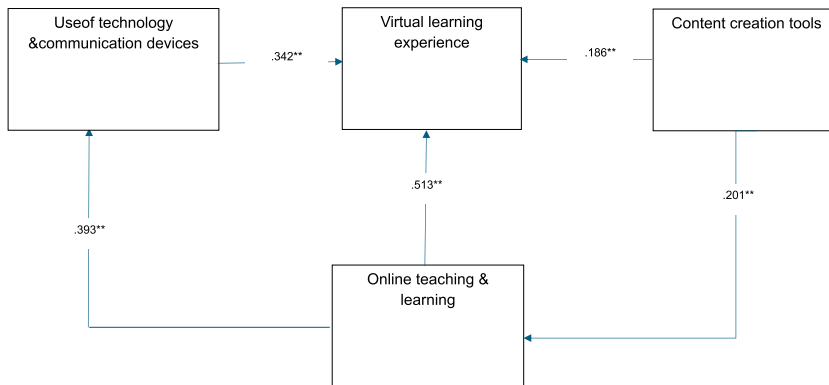 Useof technology
&communication devices
Virtual learning
experience
Content creation tools
.342**
.186**
.513**
.201**
.393**
Online teaching &
learning